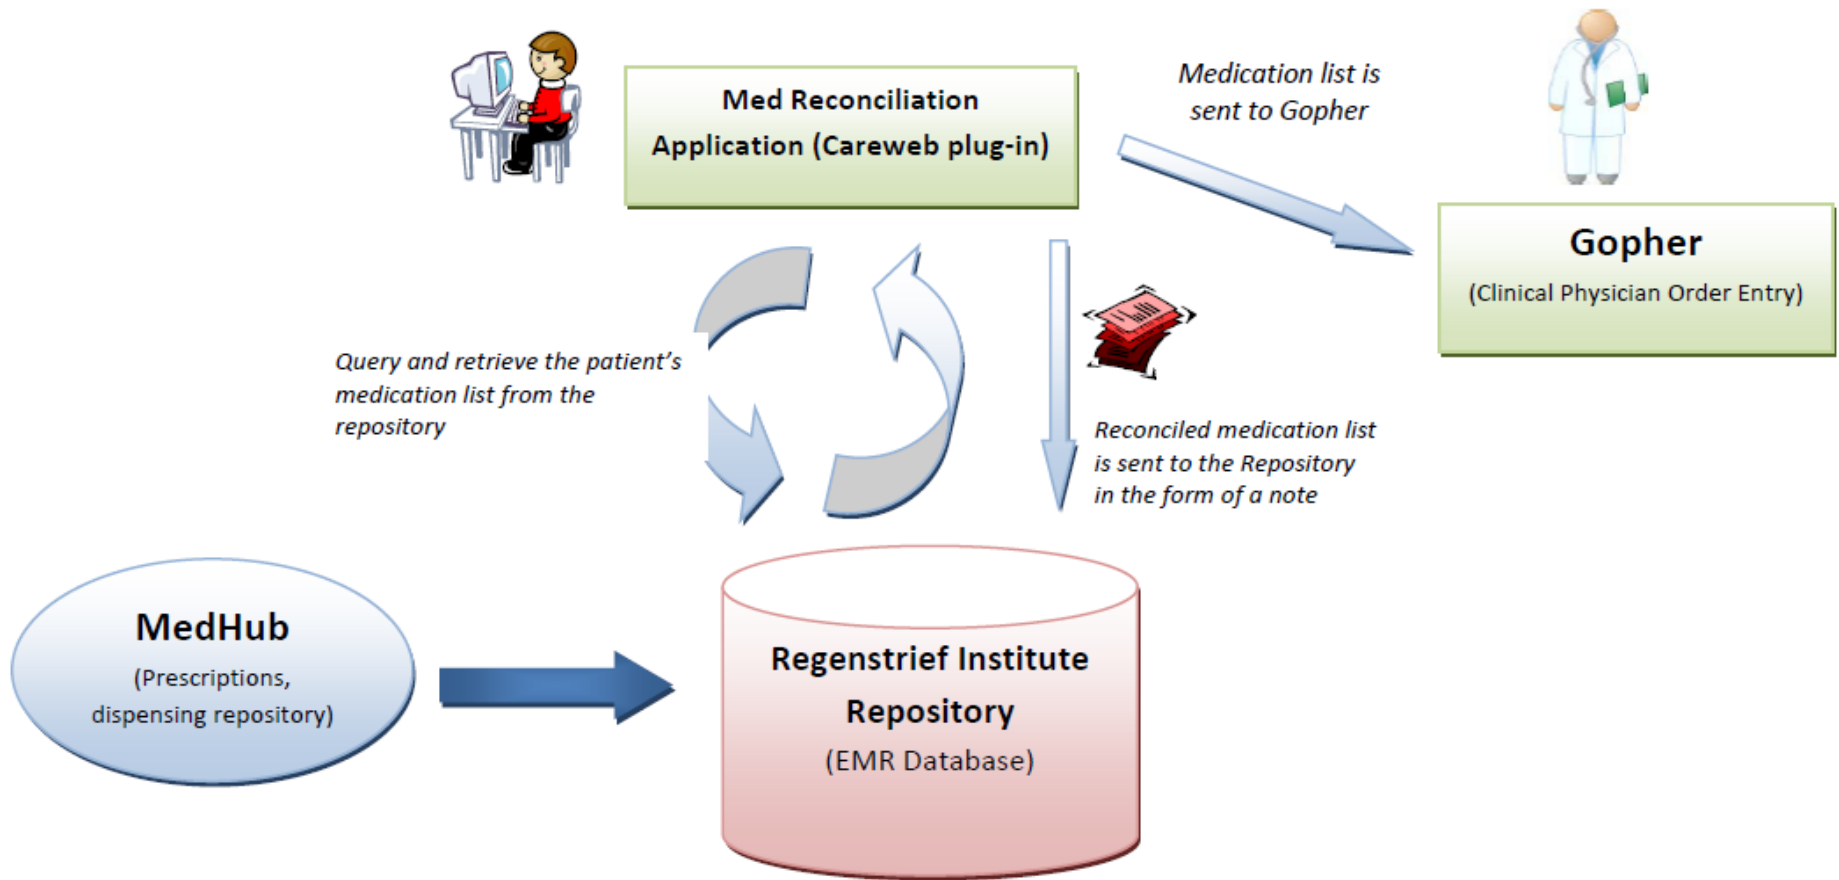 Med Reconciliation
Application (Careweb plug-in)
Medication list is
sent to Gopher
Gopher
(Clinical Physician Order Entry)
Query and retrieve the patient’s
medication list from the
repository
Reconciled medication list
is sent to the Repository
in the form of a note
MedHub
(Prescriptions,
dispensing repository)
Regenstrief Institute
Repository
(EMR Database)